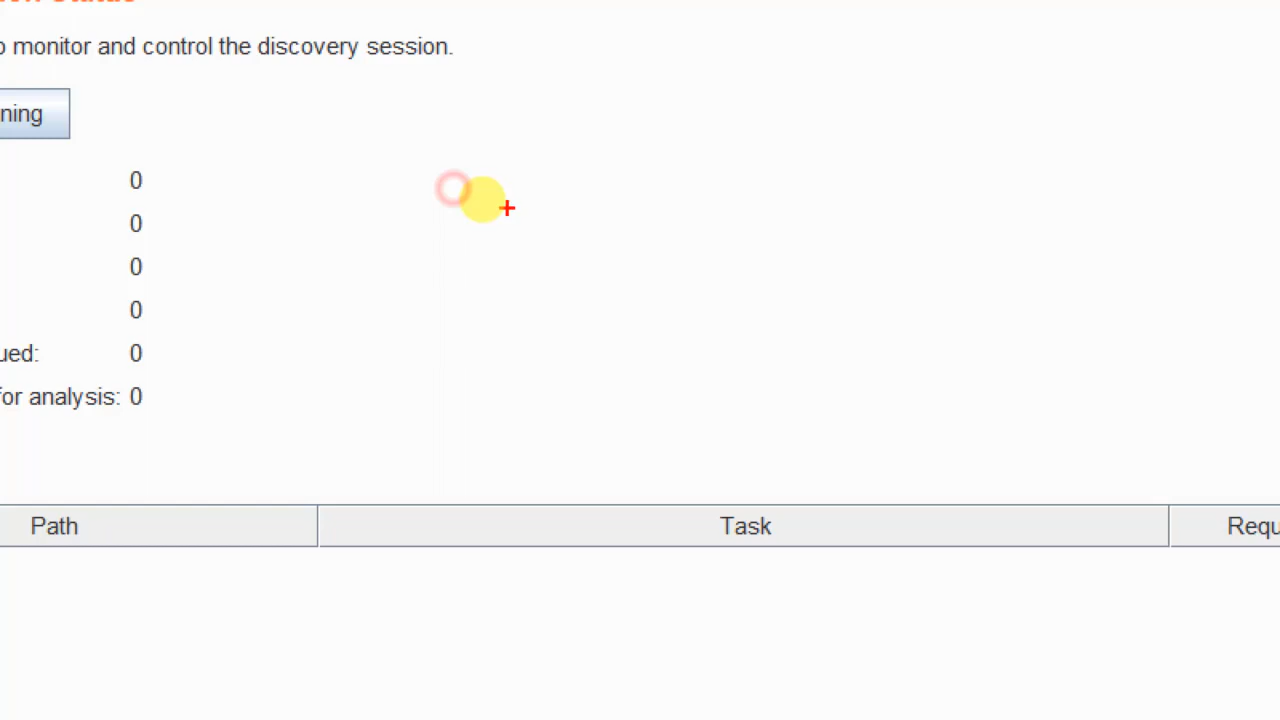 monitor and control the discovery session.
ning
0
0
0
0
ued: 0
for analysis: 0
Path Task Requ